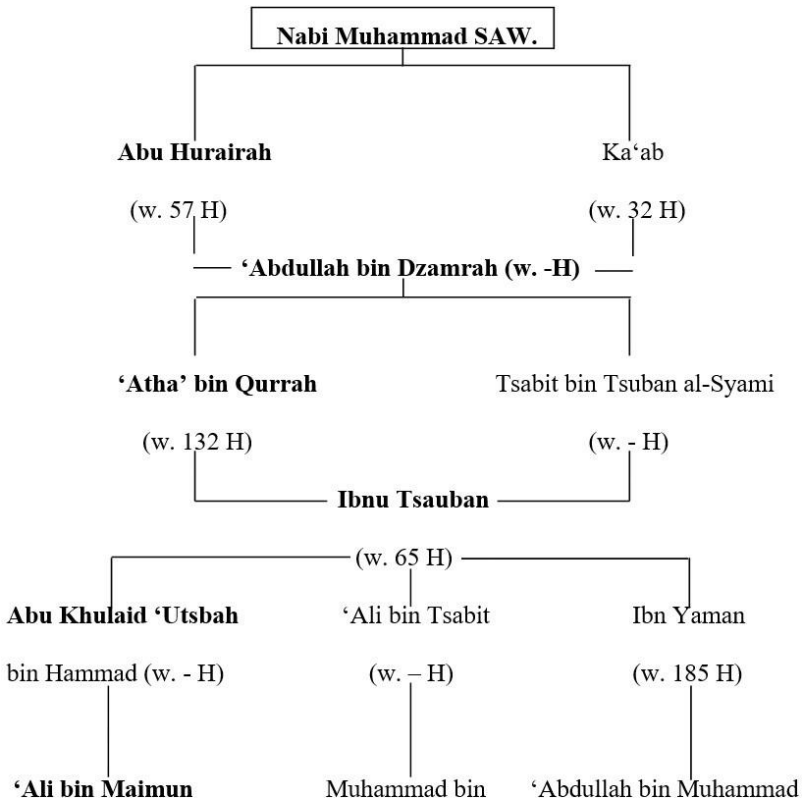 Nabi Muhammad SAW.
Abu Hurairah Ka‘ab
(w. 57 H) (w. 32 H)
‘Abdullah bin Dzamrah (w. -H)
‘Atha’ bin Qurrah Tsabit bin Tsuban al-Syami
(w. 132 H) (w. - H)
Ibnu Tsauban
(w. 65 H)
Abu Khulaid ‘Utsbah ‘Ali bin Tsabit Ibn Yaman
bin Hammad (w. - H) (w. – H) (w. 185 H)
‘Ali bin Maimun Muhammad bin ‘Abdullah bin Muhammad